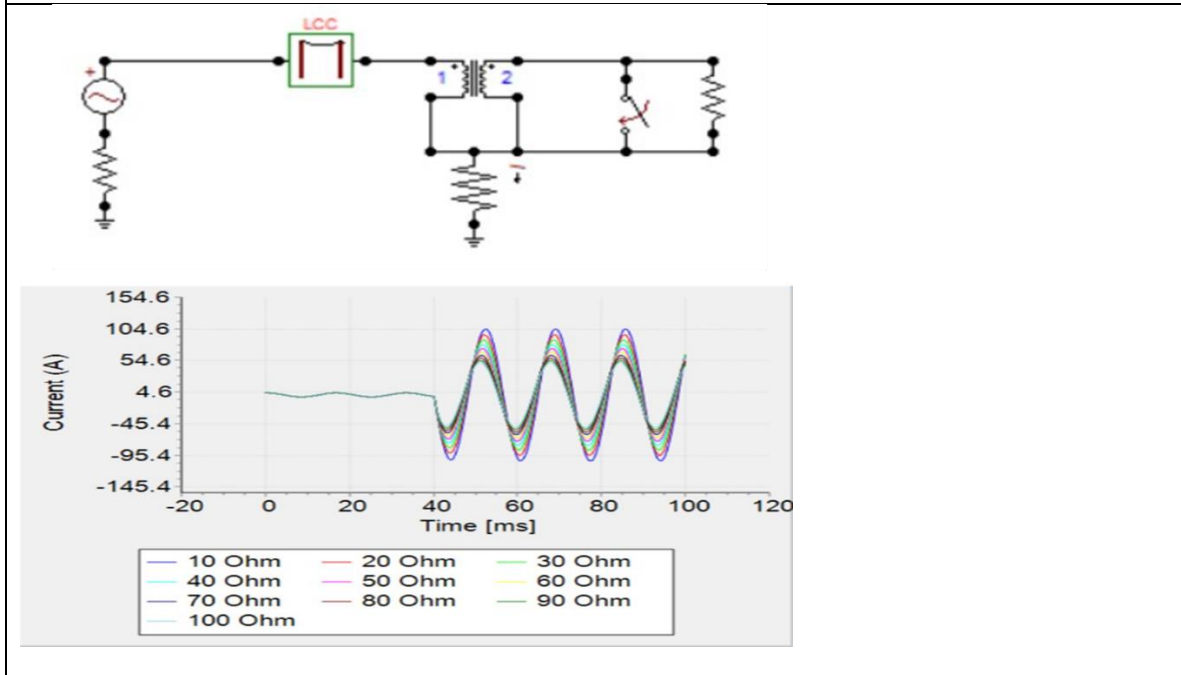 LCC
+
1
2
I
154.6
104.6
54.6
4.6
-45.4
-95.4
-145.4
Current (A)
-20 0 20 40 60 80 100 120
Time [ms]
10 Ohm 20 Ohm 30 Ohm
40 Ohm 50 Ohm 60 Ohm
70 Ohm 80 Ohm 90 Ohm
100 Ohm